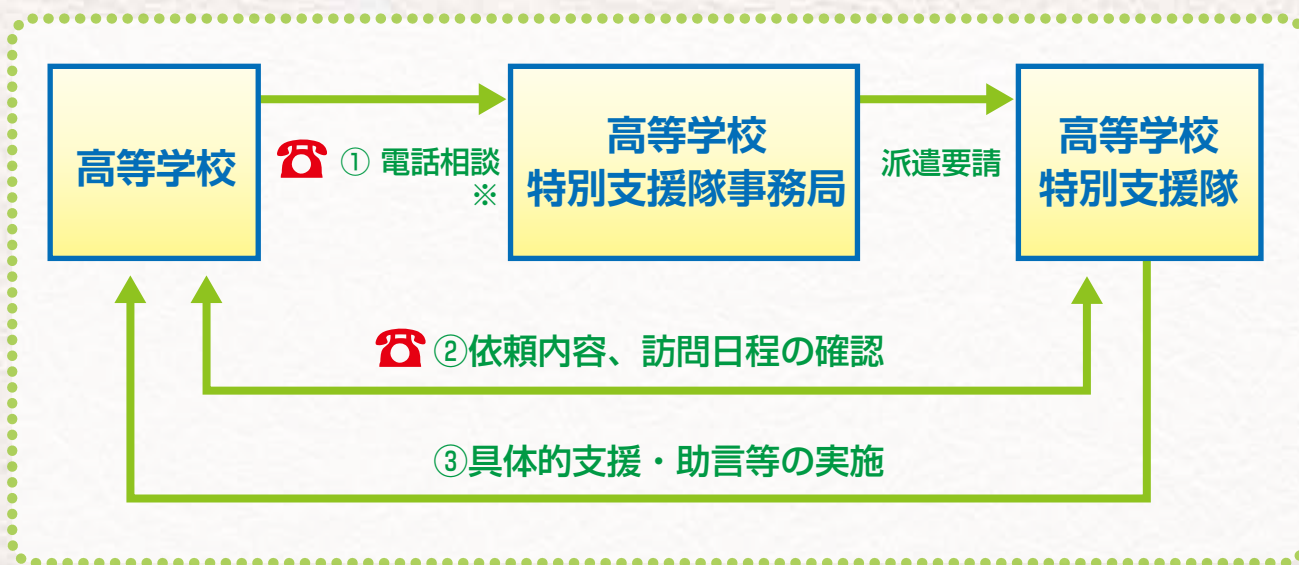 高等学校
☎ ① 電話相談
※
高等学校
特別支援隊事務局
派遣要請
高等学校
特別支援隊
☎ ②依頼内容、訪問日程の確認
③具体的支援・助言等の実施